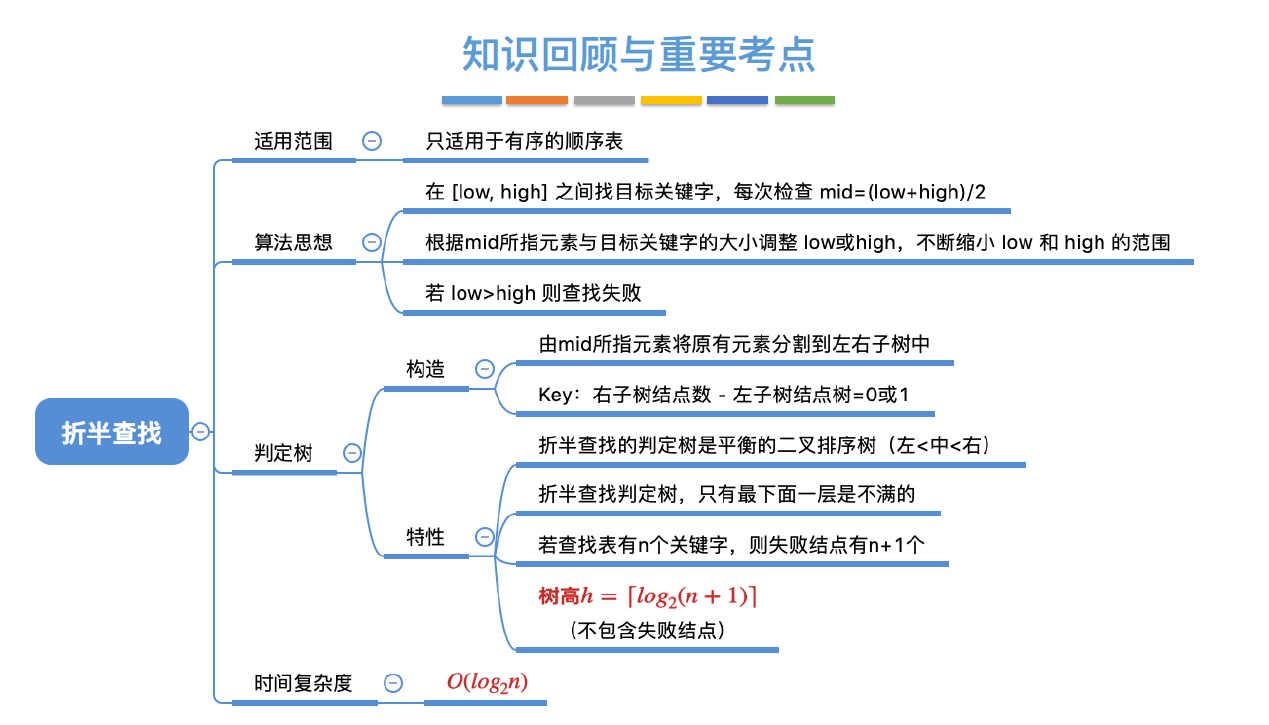 知识回顾与重要考点
适用范围
只适用于有序的顺序表
在 [low, high] 之间找目标关键字，每次检查 mid=(low+high)/2
算法思想
根据mid所指元素与目标关键字的大小调整 low或high，不断缩小 low 和 high 的范围
若 low>high 则查找失败
由mid所指元素将原有元素分割到左右子树中
构造
Key：右子树结点数 - 左子树结点树=0或1
折半查找
判定树
折半查找的判定树是平衡的二叉排序树（左<中<右）
折半查找判定树，只有最下面一层是不满的
特性
若查找表有n个关键字，则失败结点有n+1个
树高h = ⌈log₂(n + 1)⌉
（不包含失败结点）
时间复杂度
O(log₂n)